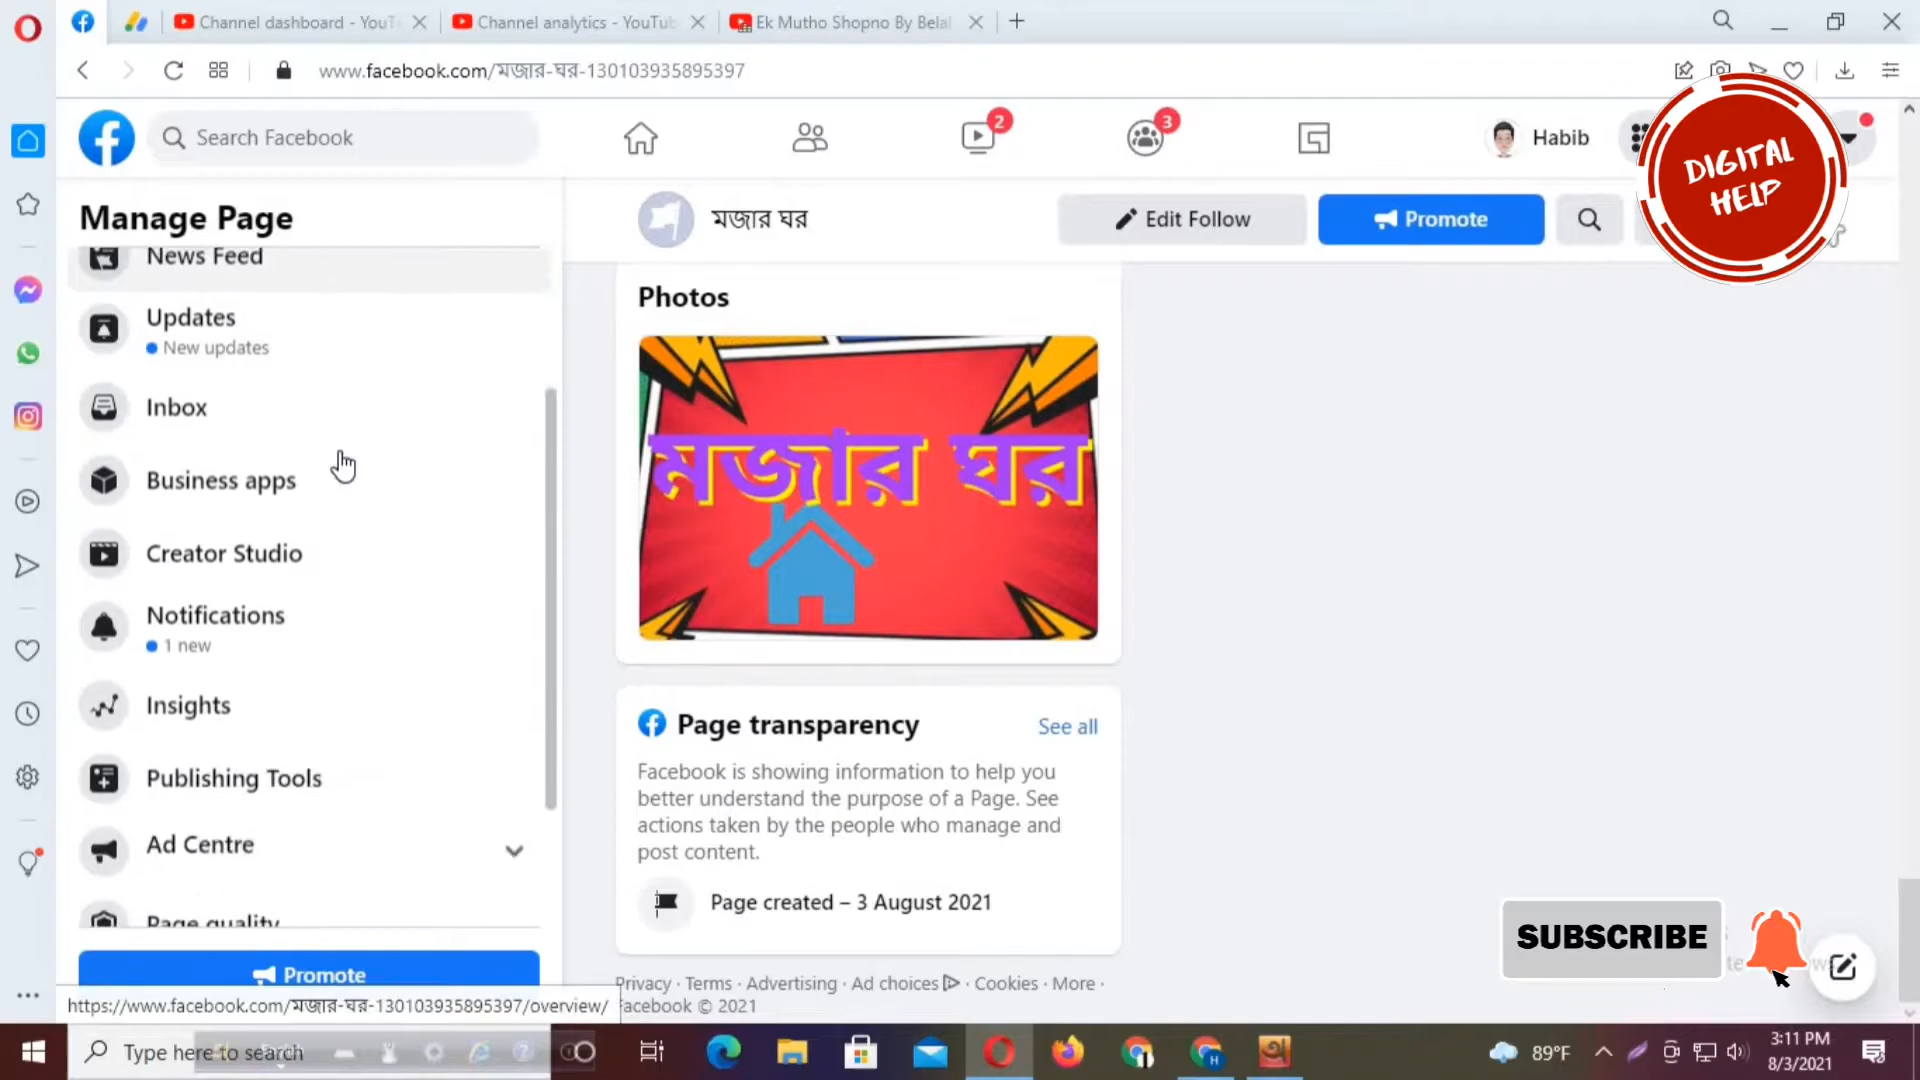 Channel dashboard - YouT
Channel analytics - YouTub
Ek Mutho Shopno By Belal
www.facebook.com/মজার-ঘর-130103935895397
Search Facebook
2
3
Habib
DIGITAL
HELP
Manage Page
মজার ঘর
Edit Follow
Promote
News Feed
Updates
New updates
Inbox
Business apps
Creator Studio
Notifications
1 new
Insights
Publishing Tools
Ad Centre
Page quality
Promote
https://www.facebook.com/মজার-ঘর-130103935895397/overview/
Photos
মজার ঘর
Page transparency
See all
Facebook is showing information to help you
better understand the purpose of a Page. See
actions taken by the people who manage and
post content.
Page created – 3 August 2021
Privacy · Terms · Advertising · Ad choices · Cookies · More ·
Facebook © 2021
SUBSCRIBE
Type here to search
89°F
3:11 PM
8/3/2021